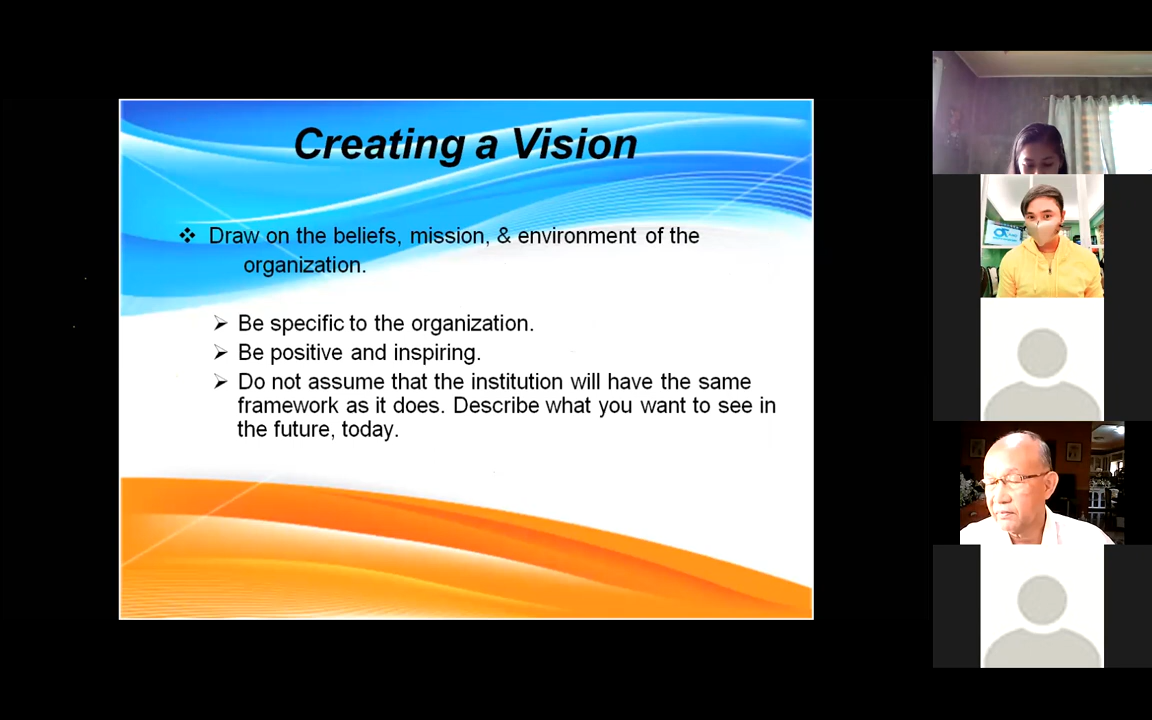 Creating a Vision
❖ Draw on the beliefs, mission, & environment of the
organization.
➢ Be specific to the organization.
➢ Be positive and inspiring.
➢ Do not assume that the institution will have the same
framework as it does. Describe what you want to see in
the future, today.